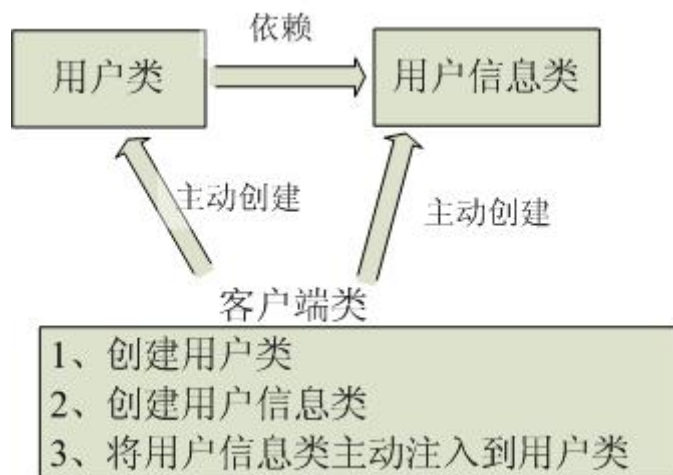 依赖
用户类
用户信息类
主动创建
主动创建
客户端类
1、创建用户类
2、创建用户信息类
3、将用户信息类主动注入到用户类